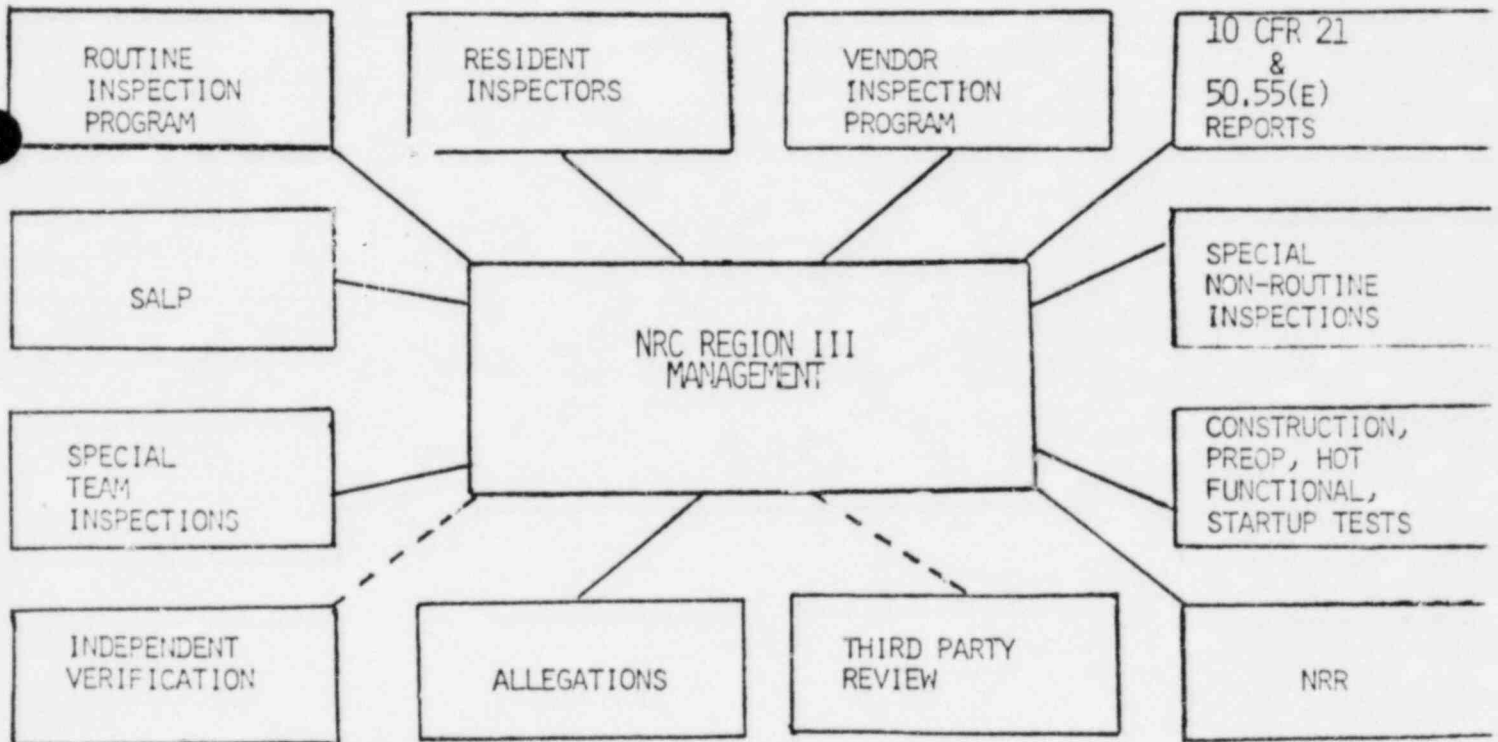 ROUTINE
INSPECTION
PROGRAM
RESIDENT
INSPECTORS
VENDOR
INSPECTION
PROGRAM
10 CFR 21
&
50.55(E)
REPORTS
SALP
NRC REGION III
MANAGEMENT
SPECIAL
NON-ROUTINE
INSPECTIONS
SPECIAL
TEAM
INSPECTIONS
CONSTRUCTION,
PREOP, HOT
FUNCTIONAL,
STARTUP TESTS
INDEPENDENT
VERIFICATION
ALLEGATIONS
THIRD PARTY
REVIEW
NRR